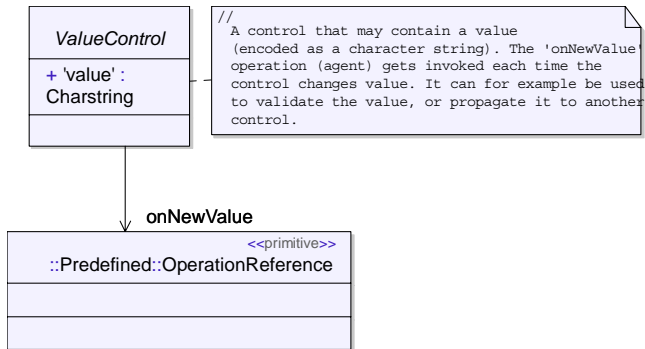 ValueControl
+ 'value' :
Charstring
//
A control that may contain a value
(encoded as a character string). The 'onNewValue'
operation (agent) gets invoked each time the
control changes value. It can for example be used
to validate the value, or propagate it to another
control.
onNewValue
<<primitive>>
::Predefined::OperationReference